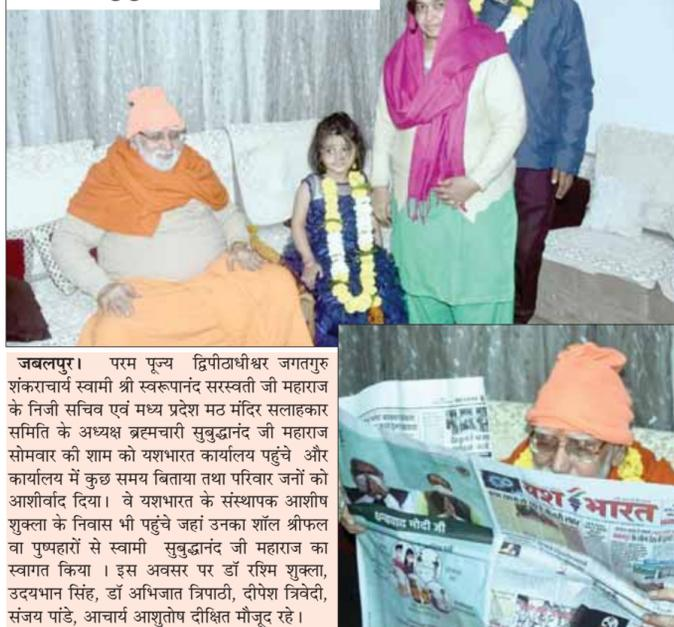 जबलपुर। परम पूज्य द्विपीठाधीश्वर जगतगुरु
शंकराचार्य स्वामी श्री स्वरूपानंद सरस्वती जी महाराज
के निजी सचिव एवं मध्य प्रदेश मठ मंदिर सलाहकार
समिति के अध्यक्ष ब्रह्मचारी सुबुद्धानंद जी महाराज
सोमवार की शाम को यशभारत कार्यालय पहुंचे और
कार्यालय में कुछ समय बिताया तथा परिवार जनों को
आशीर्वाद दिया। वे यशभारत के संस्थापक आशीष
शुक्ला के निवास भी पहुंचे जहां उनका शॉल श्रीफल
वा पुष्पहारों से स्वामी सुबुद्धानंद जी महाराज का
स्वागत किया । इस अवसर पर डॉ रश्मि शुक्ला,
उदयभान सिंह, डॉ अभिजात त्रिपाठी, दीपेश त्रिवेदी,
संजय पांडे, आचार्य आशुतोष दीक्षित मौजूद रहे।
यश भारत
धन्यवाद मोदी जी